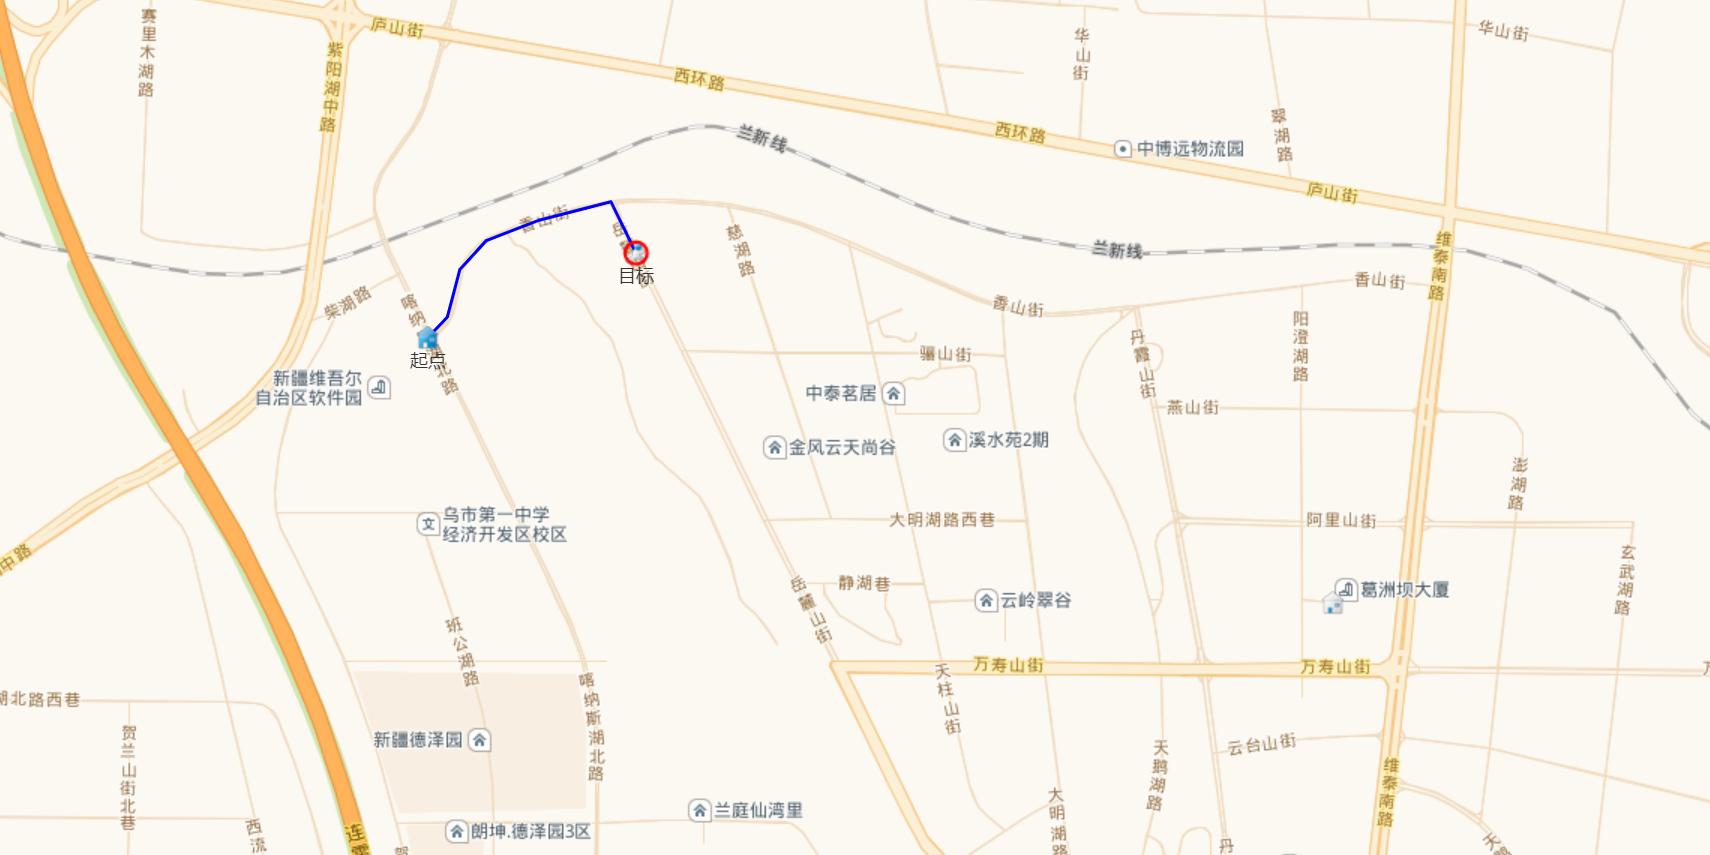 赛里木湖路
紫阳湖中路
庐山街
西环路
华山街
华山街
翠湖路
西环路
中博远物流园
庐山街
兰新线
兰新线
香山街
慈湖路
目标
维泰南路
香山街
香山街
柴湖路
喀纳
北路
起点
阳澄湖路
丹霞山街
骊山街
新疆维吾尔
自治区软件园
中泰茗居
燕山街
金风云天尚谷
溪水苑2期
澎湖路
乌市第一中学
经济开发区校区
大明湖路西巷
阿里山街
中路
玄武湖路
岳麓山街
静湖巷
云岭翠谷
葛洲坝大厦
班公湖路
万寿山街
万寿山街
天柱山街
喀纳斯湖北路
湖北路西巷
贺兰山街北巷
新疆德泽园
云台山街
天鹅湖路
维泰南路
大明湖路
兰庭仙湾里
朗坤.德泽园3区
西流
连霍
丹